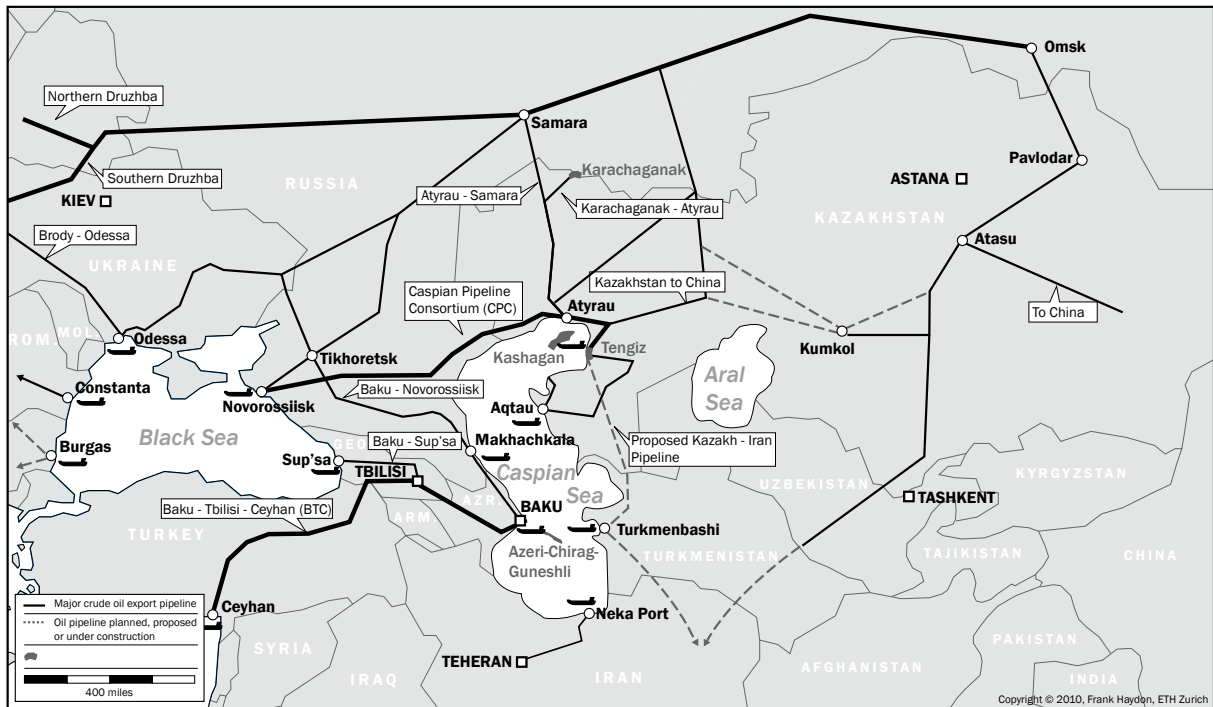 Omsk
Northern Druzhba
Samara
Southern Druzhba
RUSSIA
Karachaganak
Pavlodar
KIEV
Atyrau - Samara
ASTANA
Karachaganak - Atyrau
KAZAKHSTAN
Brody - Odessa
Atasu
UKRAINE
Kazakhstan to China
Caspian Pipeline
Consortium (CPC)
Atyrau
To China
ROM.
MOL.
Odessa
Kumkol
Tikhoretsk
Kashagan
Tengiz
Aral
Sea
Constanta
Baku - Novorossiisk
Novorossiisk
Aqtau
Black Sea
Baku - Sup'sa
GEO
Makhachkala
Proposed Kazakh - Iran
Pipeline
Burgas
Sup'sa
TBILISI
Caspian
Sea
KYRGYZSTAN
UZBEKISTAN
AZR.
TASHKENT
Baku - Tbilisi - Ceyhan (BTC)
ARM.
BAKU
TURKEY
Turkmenbashi
TURKMENISTAN
TAJIKISTAN
CHINA
Azeri-Chirag-
Guneshli
Major crude oil export pipeline
Ceyhan
Neka Port
Oil pipeline planned, proposed
or under construction
SYRIA
TEHERAN
PAKISTAN
IRAQ
IRAN
AFGHANISTAN
INDIA
400 miles
Copyright © 2010, Frank Haydon, ETH Zurich